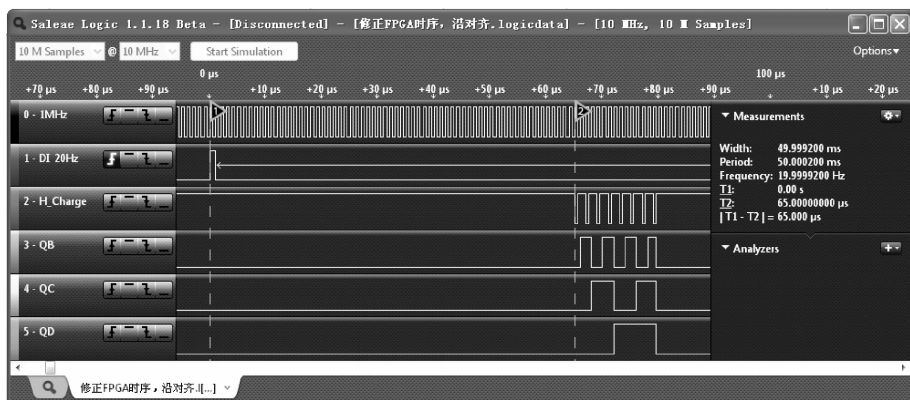 Saleae Logic 1.1.18 Beta - [Disconnected] - [修正FPGA时序，沿对齐.logicdata] - [10 MHz, 10 M Samples]
10 M Samples @ 10 MHz Start Simulation Options
0 µs 100 µs
+70 µs +80 µs +90 µs +10 µs +20 µs +30 µs +40 µs +50 µs +60 µs +70 µs +80 µs +90 µs +10 µs +20 µs
0 - 1MHz
1
2
Measurements
1 - DI 20Hz
Width: 49.999200 ms
Period: 50.000200 ms
Frequency: 19.9999200 Hz
T1: 0.00 s
T2: 65.00000000 µs
|T1 - T2| = 65.000 µs
2 - H_Charge
3 - QB
Analyzers
4 - QC
5 - QD
修正FPGA时序，沿对齐.l[...]